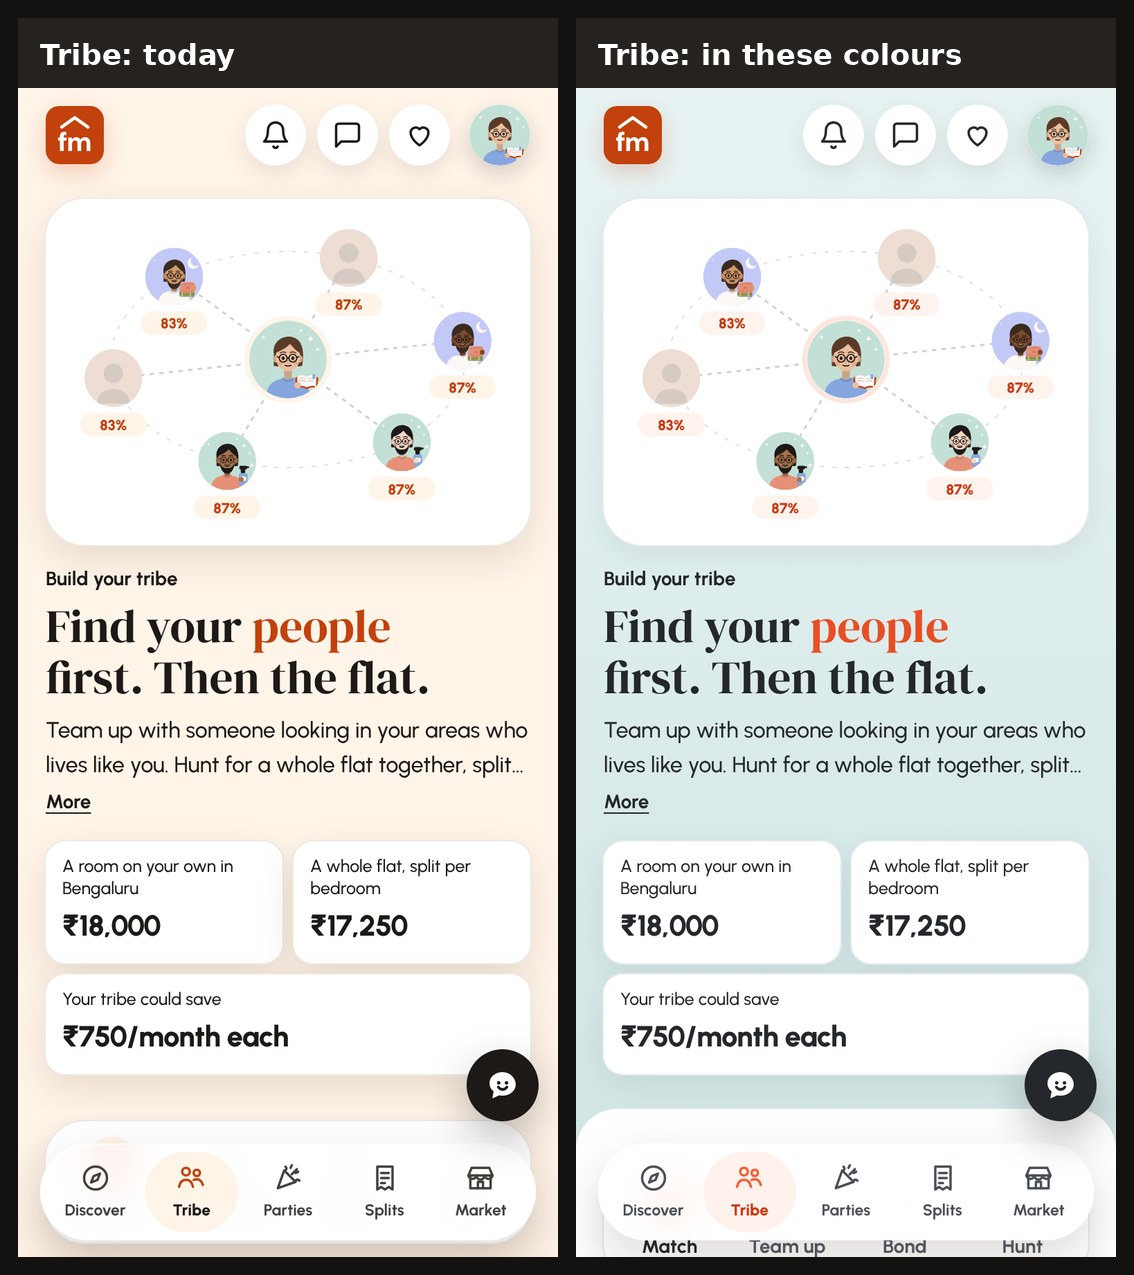 Tribe: today
fm
83%
87%
87%
83%
87%
87%
Build your tribe
Find your people
first. Then the flat.
Team up with someone looking in your areas who
lives like you. Hunt for a whole flat together, split...
More
A room on your own in
Bengaluru
₹18,000
A whole flat, split per
bedroom
₹17,250
Your tribe could save
₹750/month each
Discover
Tribe
Parties
Splits
Market
Tribe: in these colours
fm
83%
87%
87%
83%
87%
87%
Build your tribe
Find your people
first. Then the flat.
Team up with someone looking in your areas who
lives like you. Hunt for a whole flat together, split...
More
A room on your own in
Bengaluru
₹18,000
A whole flat, split per
bedroom
₹17,250
Your tribe could save
₹750/month each
Discover
Tribe
Parties
Splits
Market
Match
Team up
Bond
Hunt